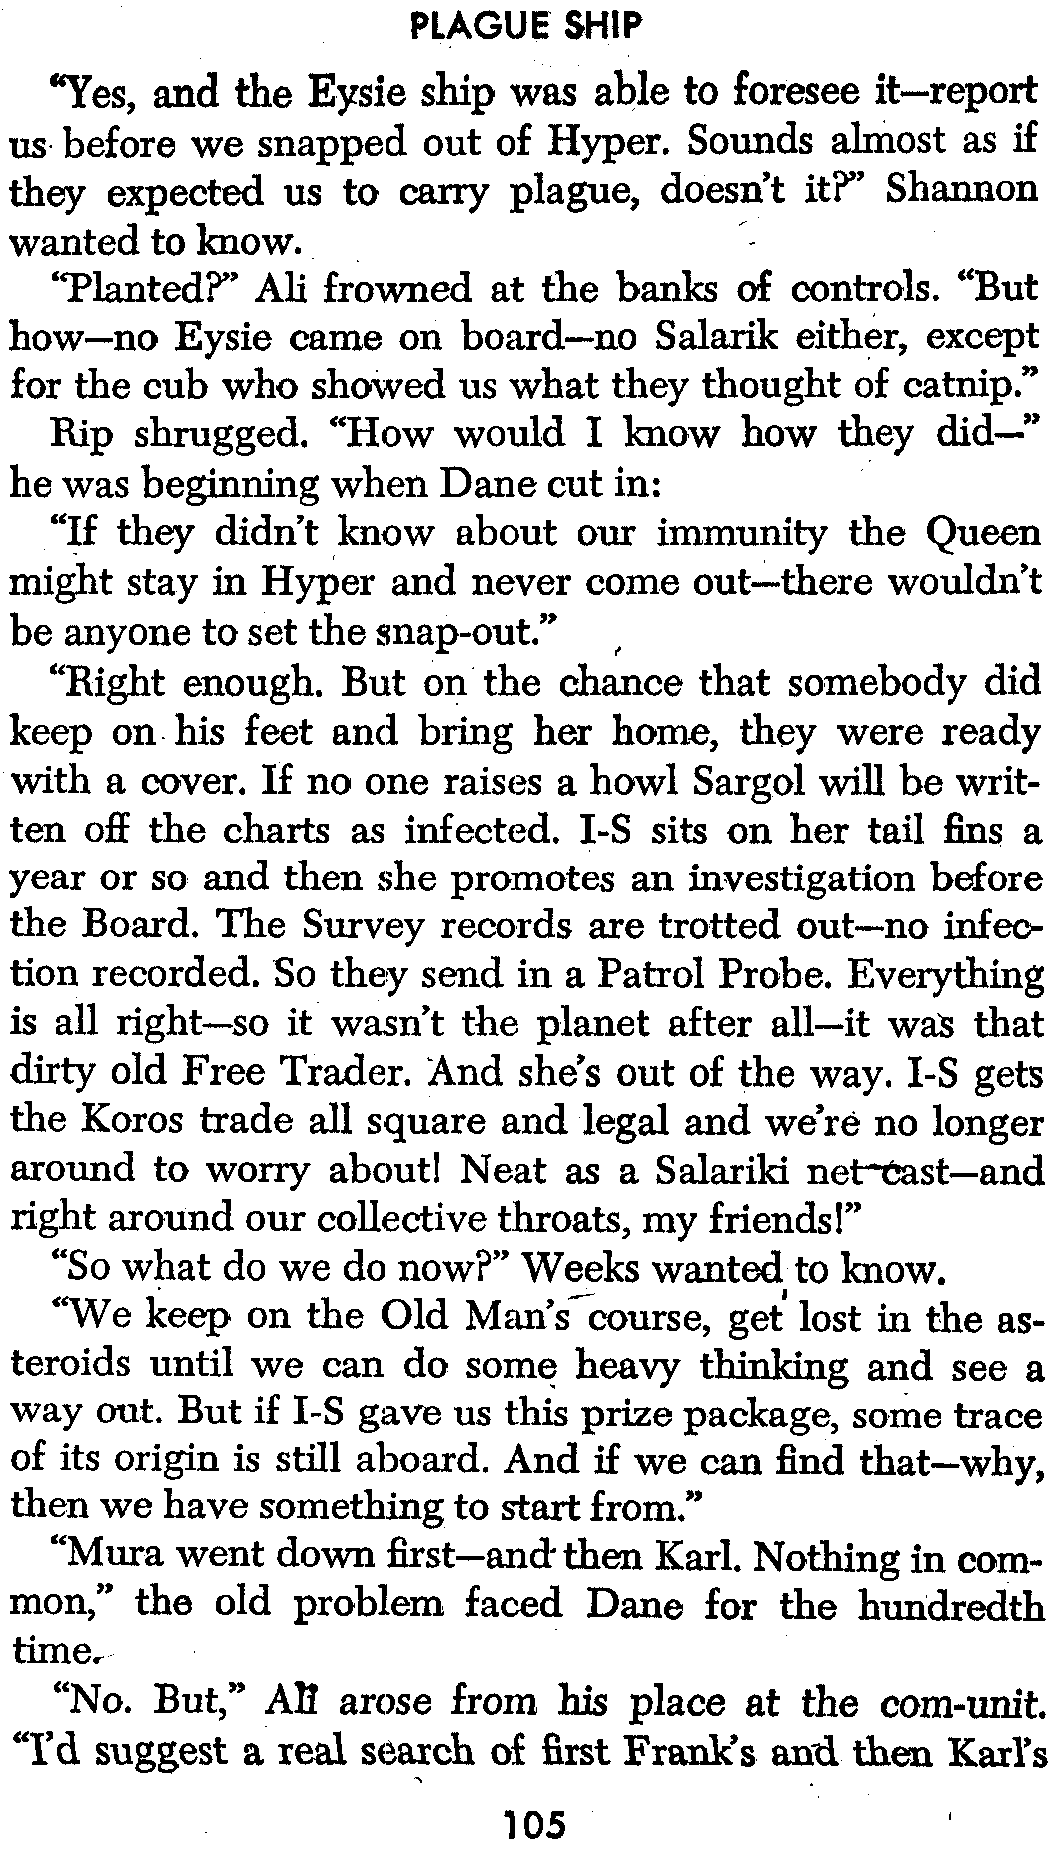 PLAGUE SHIP
“Yes, and the Eysie ship was able to foresee it—report
us before we snapped out of Hyper. Sounds almost as if
they expected us to carry plague, doesn’t it?” Shannon
wanted to know.
“Planted?” Ali frowned at the banks of controls. “But
how—no Eysie came on board—no Salarik either, except
for the cub who showed us what they thought of catnip.”
Rip shrugged. “How would I know how they did—”
he was beginning when Dane cut in:
“If they didn’t know about our immunity the Queen
might stay in Hyper and never come out—there wouldn’t
be anyone to set the snap-out.”
“Right enough. But on the chance that somebody did
keep on his feet and bring her home, they were ready
with a cover. If no one raises a howl Sargol will be writ-
ten off the charts as infected. I-S sits on her tail fins a
year or so and then she promotes an investigation before
the Board. The Survey records are trotted out—no infec-
tion recorded. So they send in a Patrol Probe. Everything
is all right—so it wasn’t the planet after all—it was that
dirty old Free Trader. And she’s out of the way. I-S gets
the Koros trade all square and legal and we’re no longer
around to worry about! Neat as a Salariki net-cast—and
right around our collective throats, my friends!”
“So what do we do now?” Weeks wanted to know.
“We keep on the Old Man’s course, get lost in the as-
teroids until we can do some heavy thinking and see a
way out. But if I-S gave us this prize package, some trace
of its origin is still aboard. And if we can find that—why,
then we have something to start from.”
“Mura went down first—and then Karl. Nothing in com-
mon,” the old problem faced Dane for the hundredth
time.
“No. But,” Ali arose from his place at the com-unit.
“I’d suggest a real search of first Frank’s and then Karl’s
105